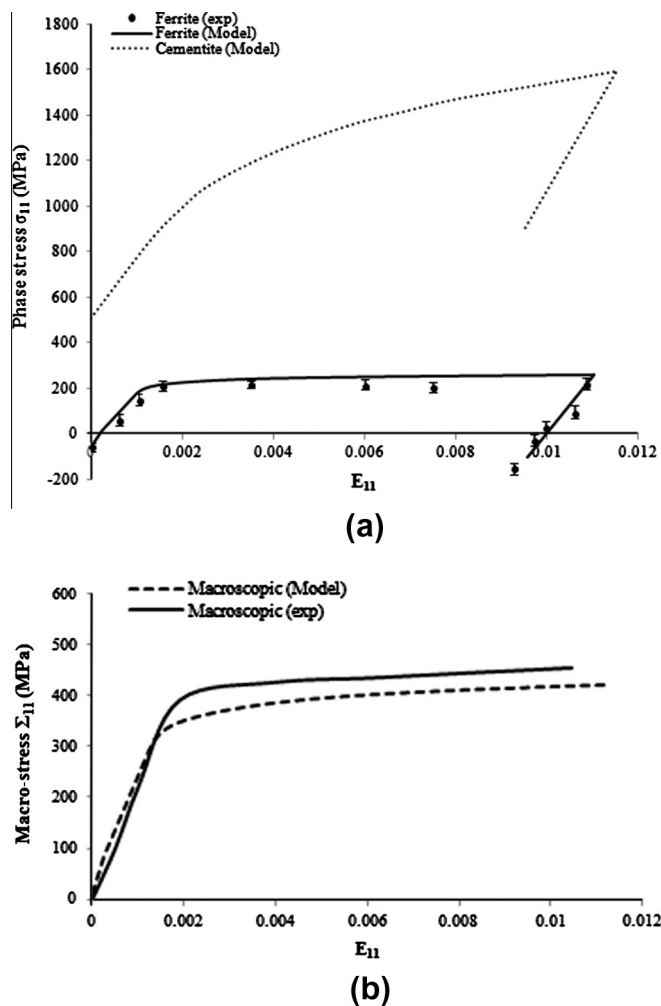 Ferrite (exp)
Ferrite (Model)
Cementite (Model)
Phase stress σ11 (MPa)
1800
1600
1400
1200
1000
800
600
400
200
0
-200
0.002
0.004
0.006
0.008
0.01
0.012
E11
(a)
Macroscopic (Model)
Macroscopic (exp)
Macro-stress Σ11 (MPa)
600
500
400
300
200
100
0
0
0.002
0.004
0.006
0.008
0.01
0.012
E11
(b)